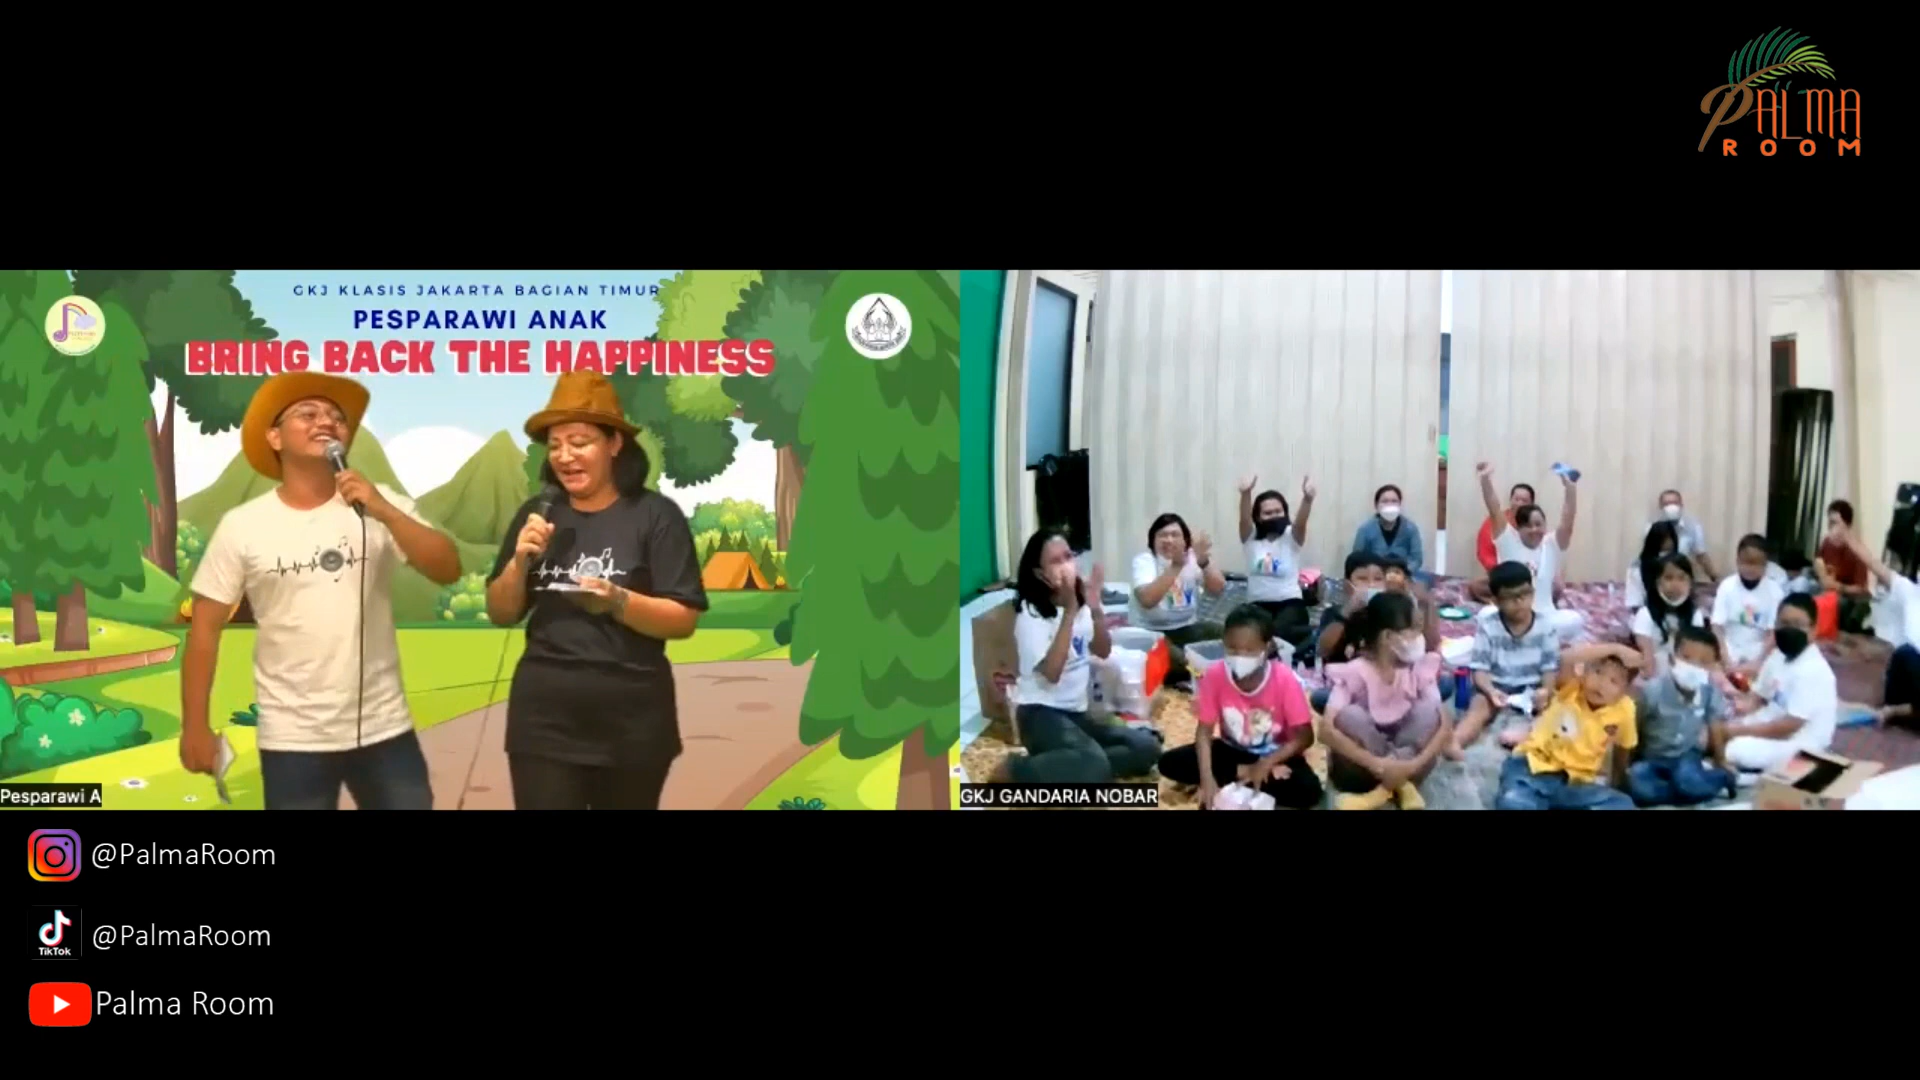 PALMA
ROOM
GKJ KLASIS JAKARTA BAGIAN TIMUR
PESPARAWI ANAK
BRING BACK THE HAPPINESS
Pesparawi A
GKJ GANDARIA NOBAR
@PalmaRoom
TikTok
@PalmaRoom
Palma Room